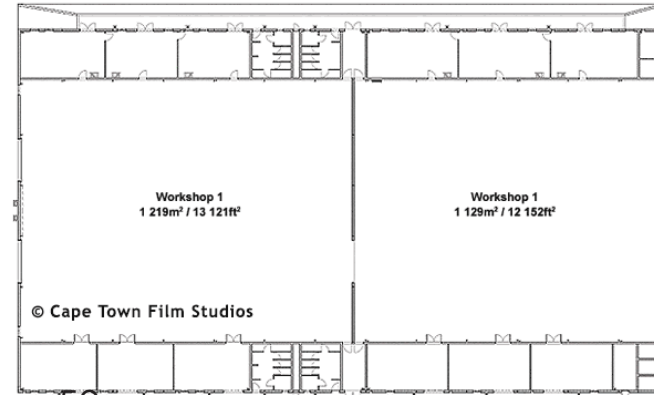 Workshop 1
1 219m² / 13 121ft²
Workshop 1
1 129m² / 12 152ft²
© Cape Town Film Studios